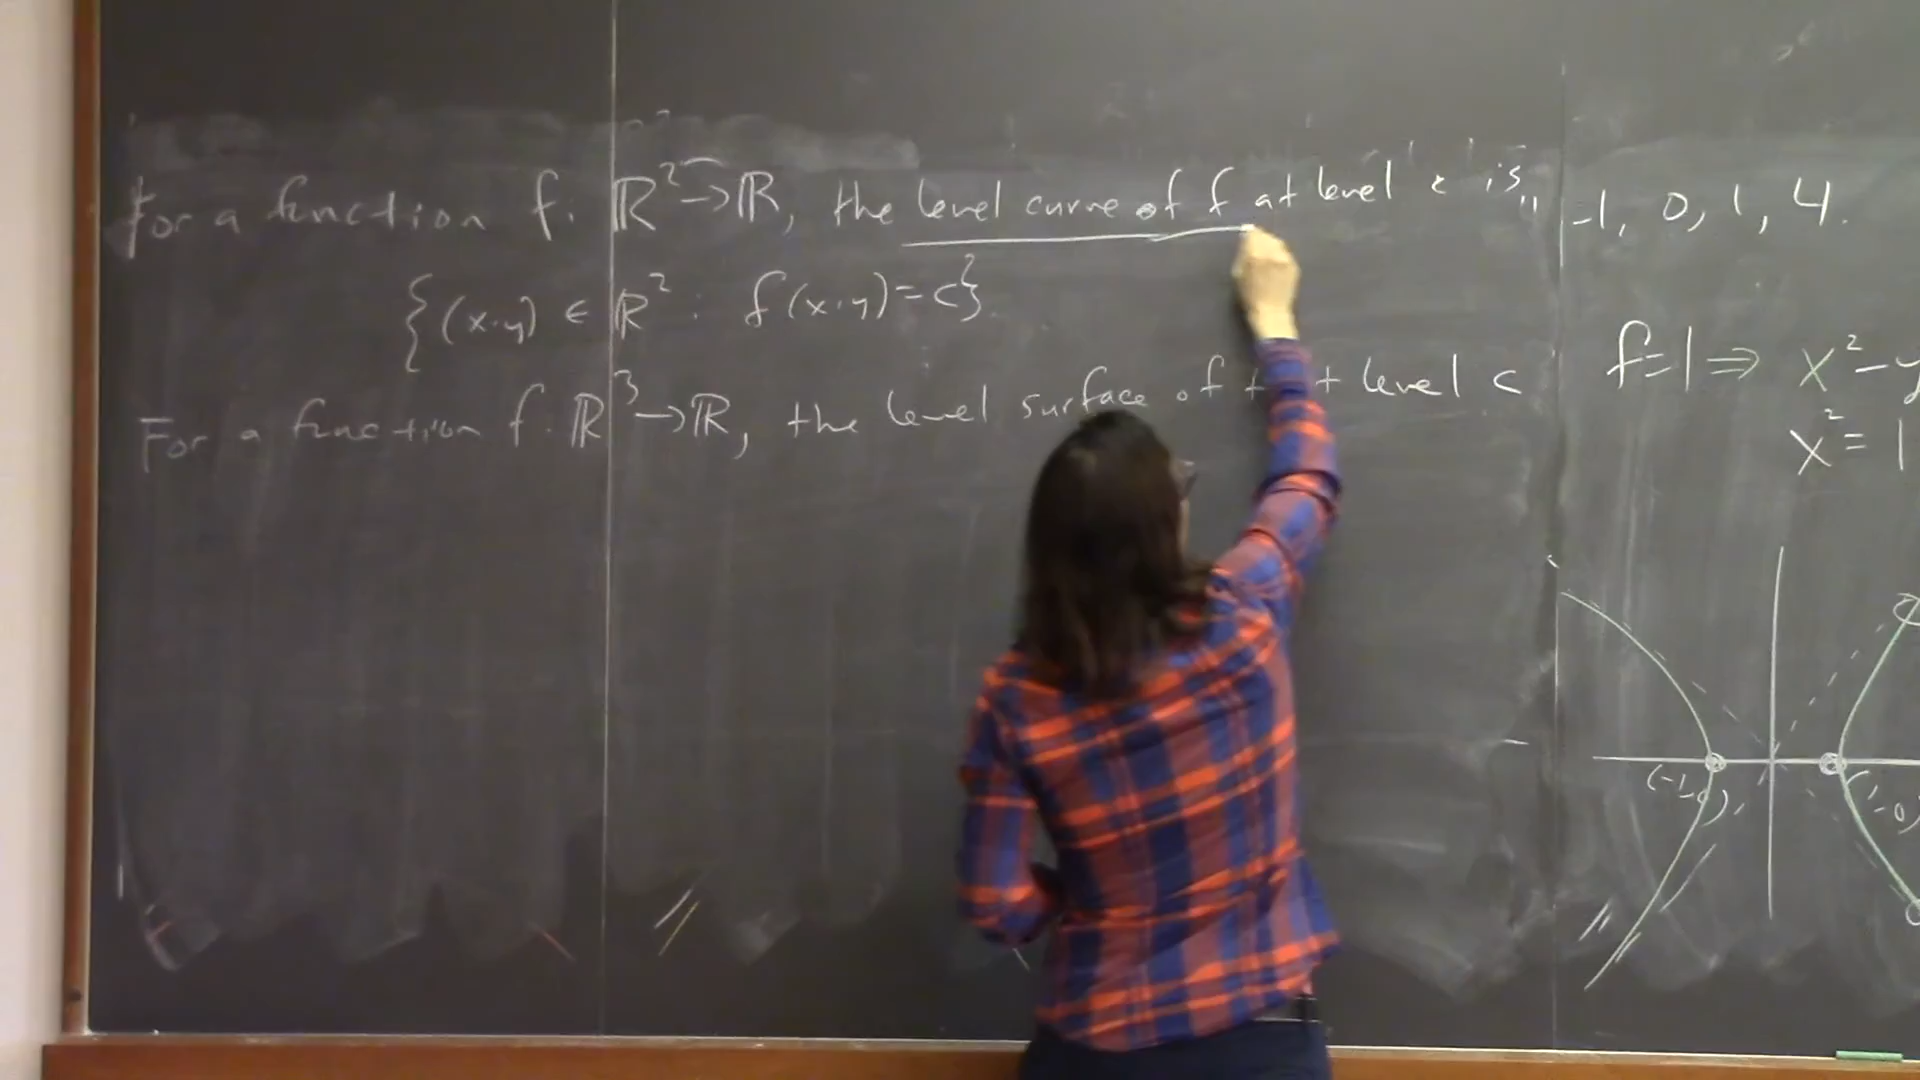 For a function f: ℝ² → ℝ, the level curve of f at level c is
{(x,y) ∈ ℝ² : f(x,y) = c}.
For a function f: ℝ³ → ℝ, the level surface of f at level c
-1, 0, 1, 4.
f=1 ⇒ x² - y
x² = 1
(-1,0)
(1,0)